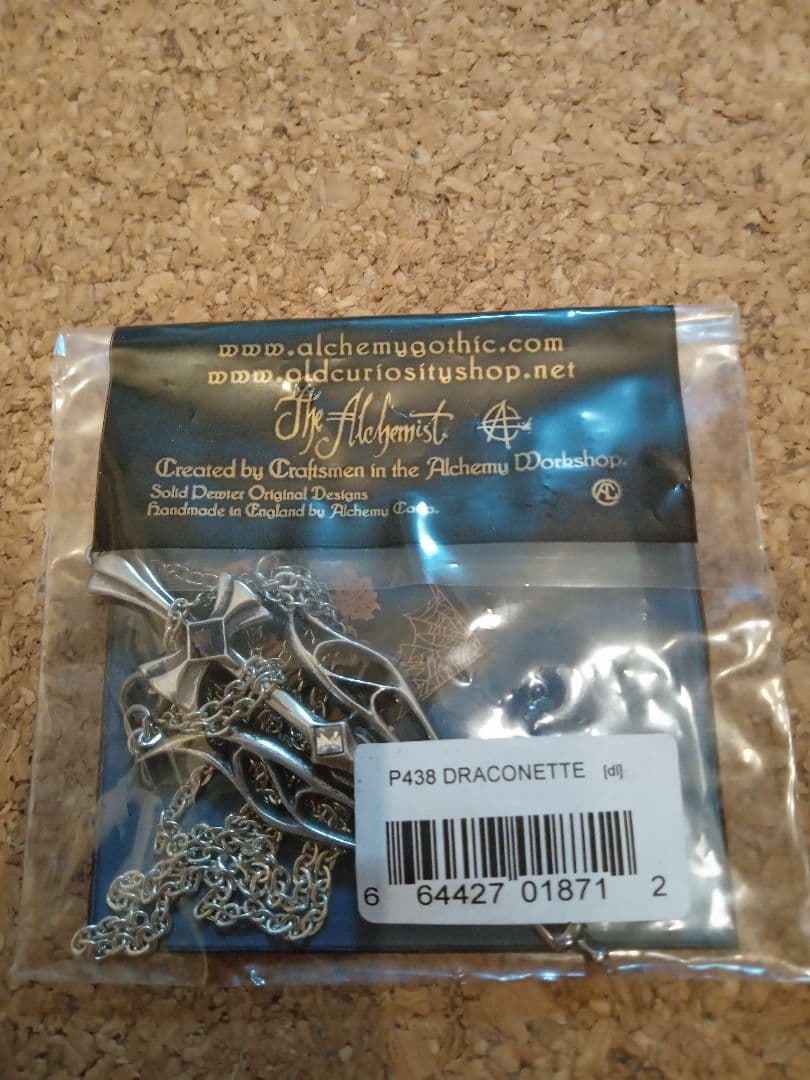 www.alchemygothic.com
www.oldcuriosityshop.net
The Alchemist
Created by Craftsmen in the Alchemy Workshop.
Solid Pewter Original Designs
Handmade in England by Alchemy
P438 DRACONETTE [dl]
6 64427 01871 2